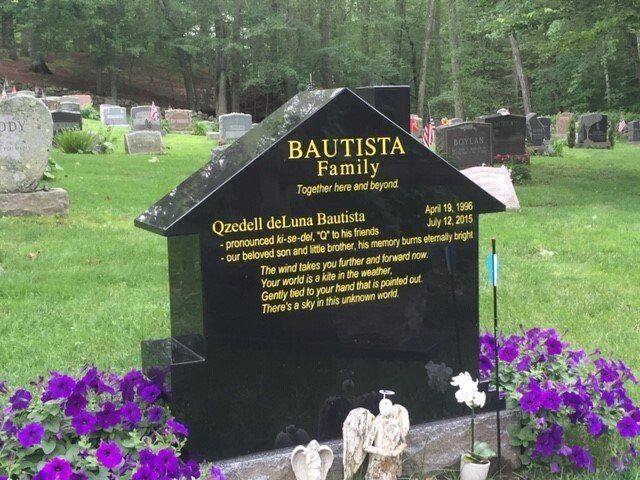 BAUTISTA
Family
Together here and beyond.
Qzedell deLuna Bautista April 19, 1996
- pronounced ki-se-del, "Q" to his friends July 12, 2015
- our beloved son and little brother, his memory burns eternally bright
The wind takes you further and forward now.
Your world is a kite in the weather,
Gently tied to your hand that is pointed out.
There's a sky in this unknown world.
ODY
BOYLAN